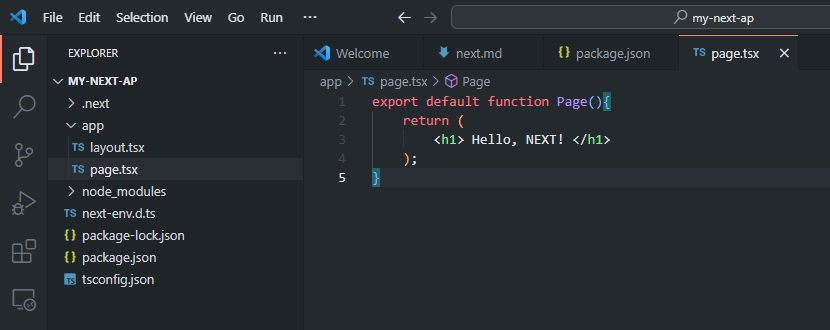 File Edit Selection View Go Run ···
my-next-ap
EXPLORER ···
MY-NEXT-AP
.next
app
TS layout.tsx
TS page.tsx
node_modules
TS next-env.d.ts
{} package-lock.json
{} package.json
TS tsconfig.json
Welcome
next.md
{} package.json
TS page.tsx
app > TS page.tsx > Page
1 export default function Page(){
2 return (
3 <h1> Hello, NEXT! </h1>
4 );
5 }